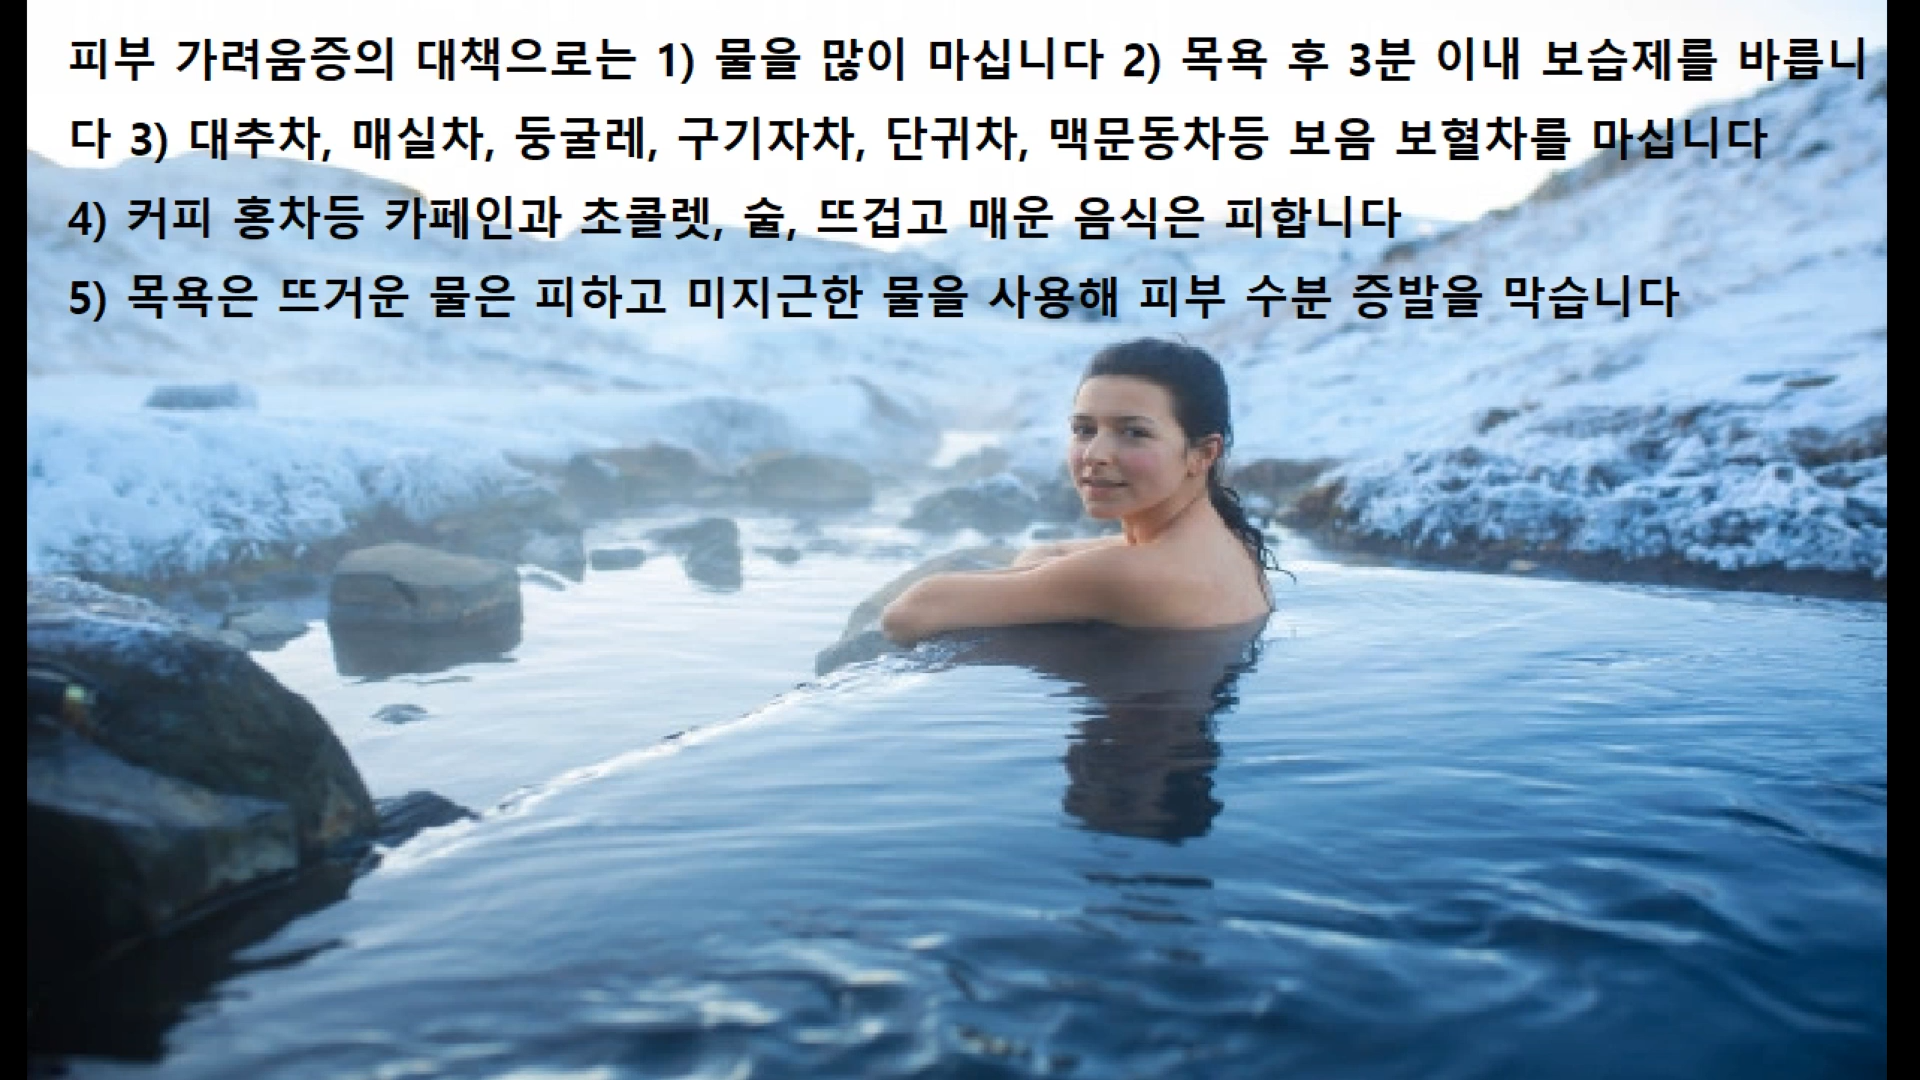 피부 가려움증의 대책으로는 1) 물을 많이 마십니다 2) 목욕 후 3분 이내 보습제를 바릅니
다 3) 대추차, 매실차, 둥굴레, 구기자차, 단귀차, 맥문동차등 보음 보혈차를 마십니다
4) 커피 홍차등 카페인과 초콜렛, 술, 뜨겁고 매운 음식은 피합니다
5) 목욕은 뜨거운 물은 피하고 미지근한 물을 사용해 피부 수분 증발을 막습니다